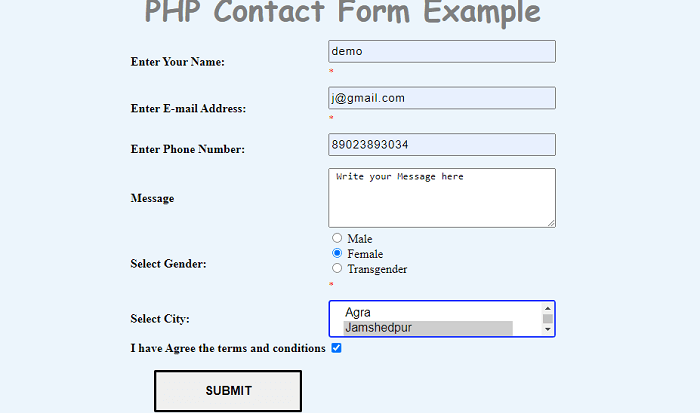 PHP Contact Form Example
Enter Your Name:
demo
*
Enter E-mail Address:
j@gmail.com
*
Enter Phone Number:
89023893034
Message
Write your Message here
Select Gender:
Male
Female
Transgender
*
Select City:
Agra
Jamshedpur
I have Agree the terms and conditions
SUBMIT